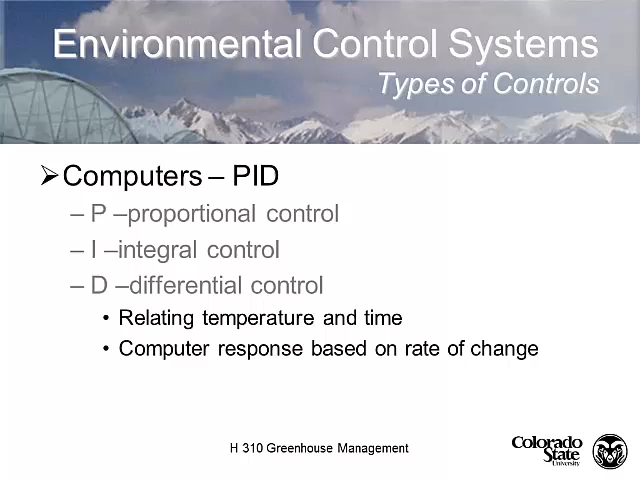 Environmental Control Systems
Types of Controls
➢Computers – PID
– P –proportional control
– I –integral control
– D –differential control
• Relating temperature and time
• Computer response based on rate of change
H 310 Greenhouse Management
Colorado
State
University